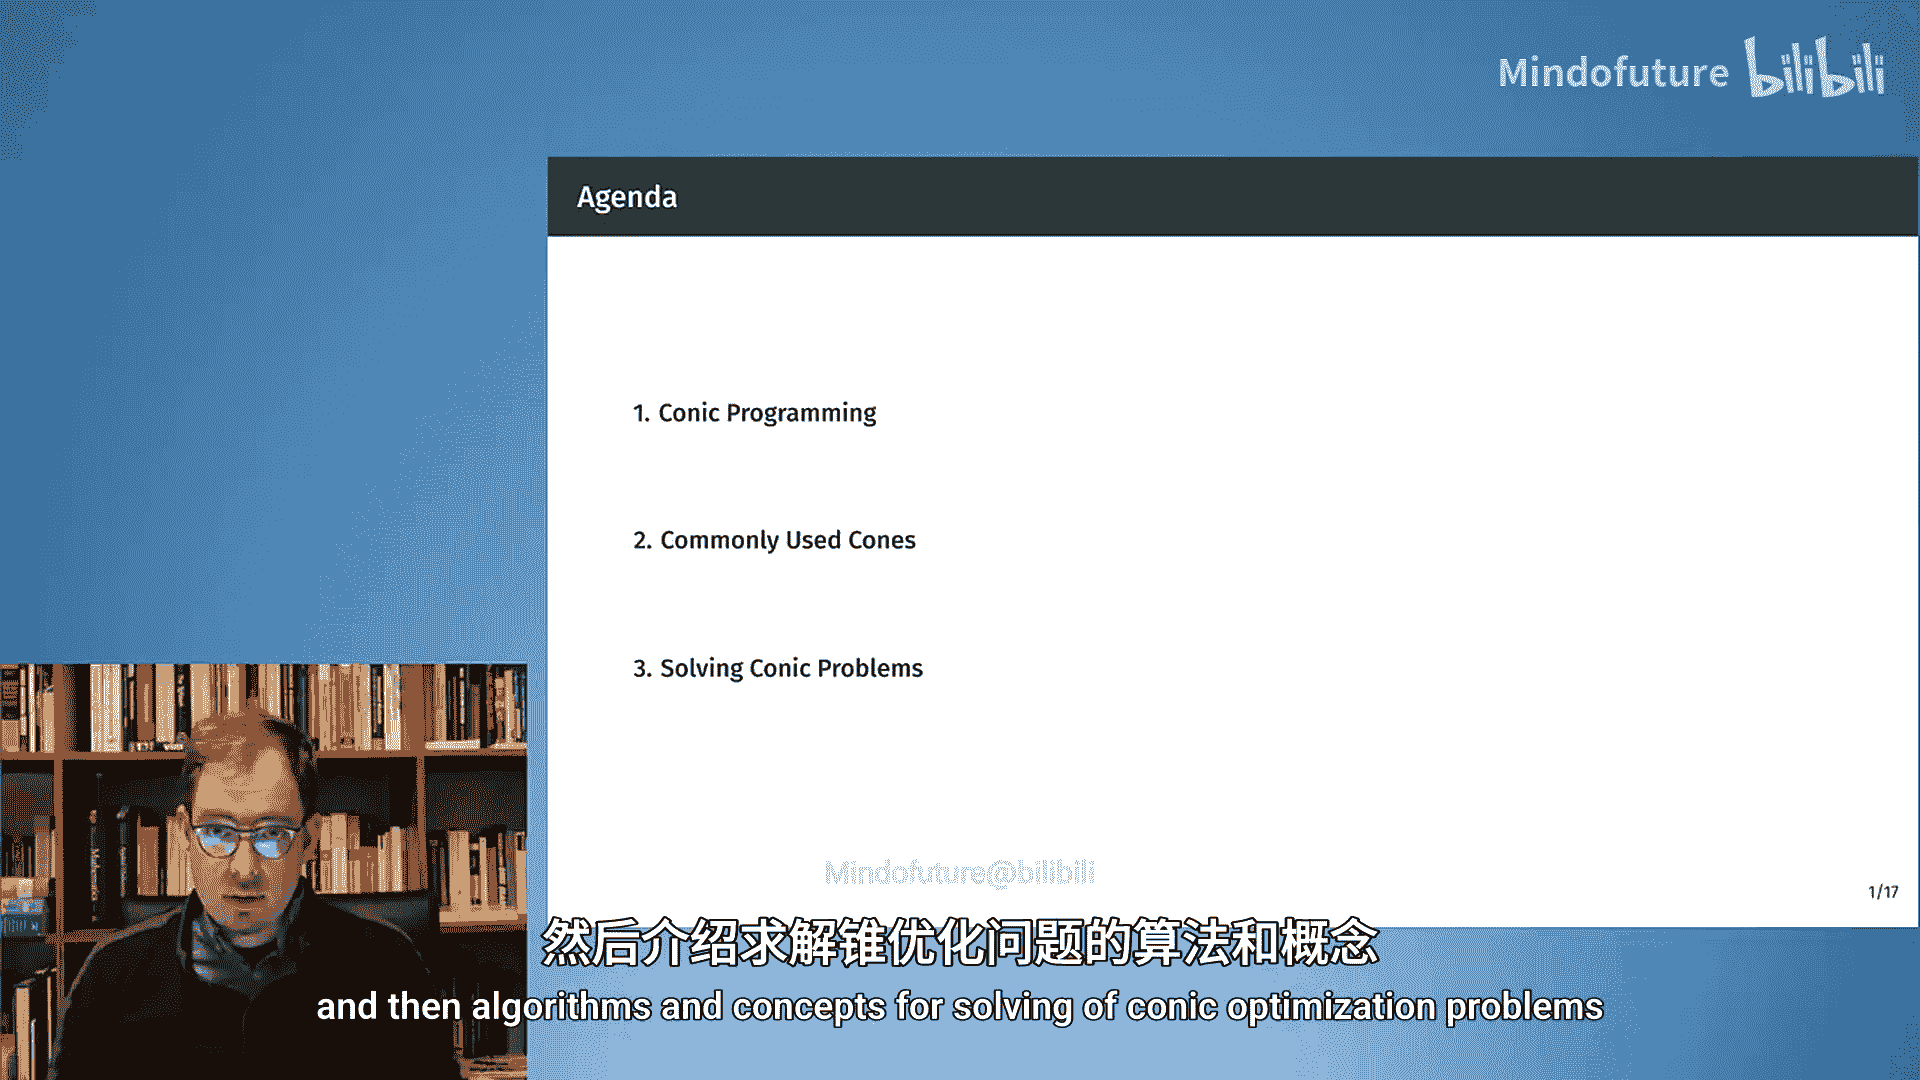 Mindofuture bilibili
Agenda
1. Conic Programming
2. Commonly Used Cones
3. Solving Conic Problems
Mindofuture@bilibili
1/17
然后介绍求解锥优化问题的算法和概念
and then algorithms and concepts for solving of conic optimization problems